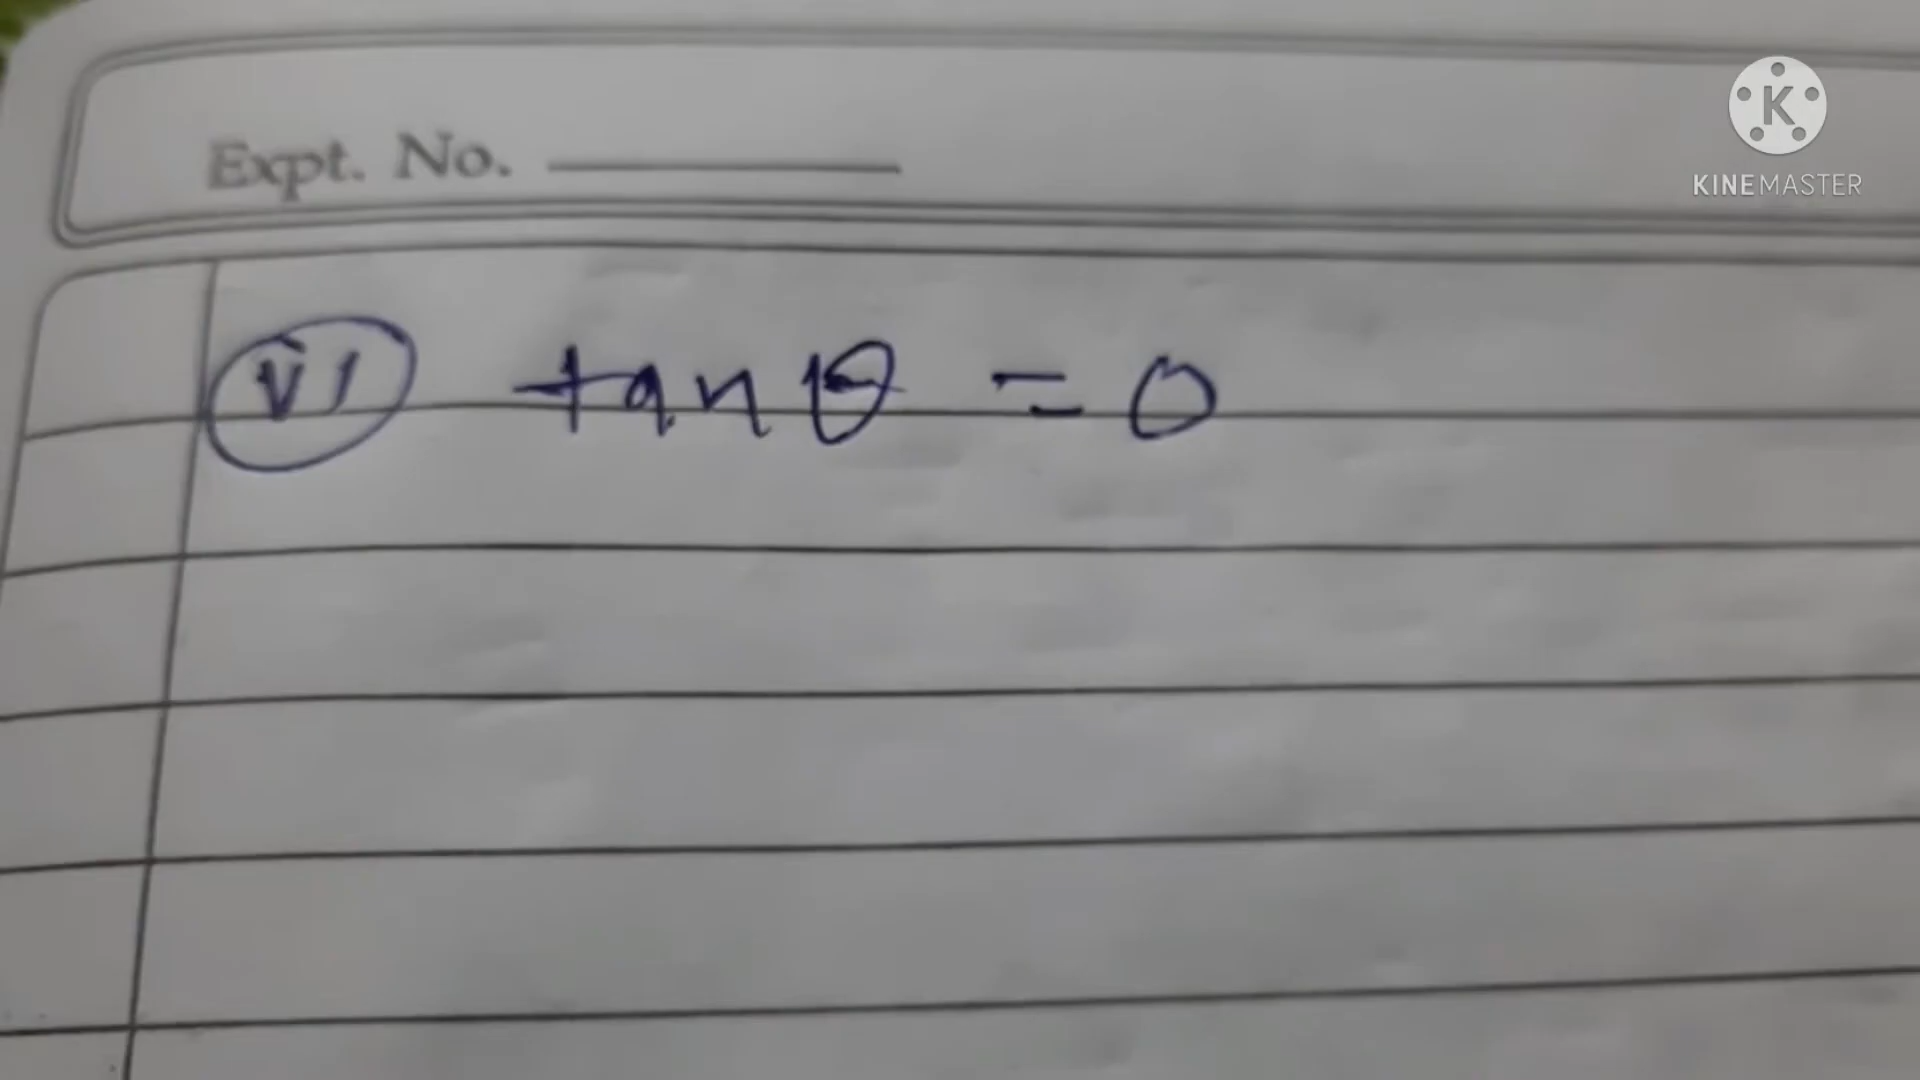 Expt. No.
K
KINEMASTER
vi tan θ = 0